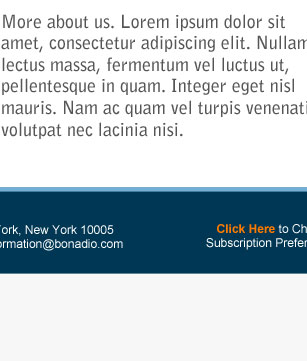 More about us. Lorem ipsum dolor sit
amet, consectetur adipiscing elit. Nullam
lectus massa, fermentum vel luctus ut,
pellentesque in quam. Integer eget nisl
mauris. Nam ac quam vel turpis venenati
volutpat nec lacinia nisi.
York, New York 10005
ormation@bonadio.com
Click Here to Ch
Subscription Prefer